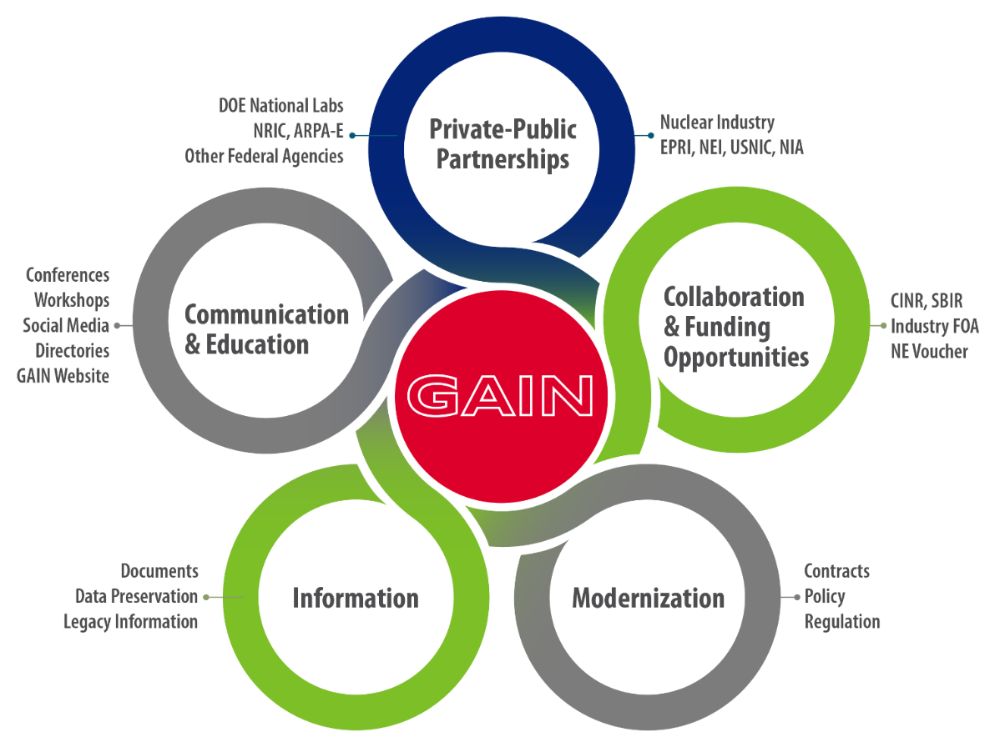 DOE National Labs
NRIC, ARPA-E
Other Federal Agencies
Private-Public
Partnerships
Nuclear Industry
EPRI, NEI, USNIC, NIA
Conferences
Workshops
Social Media
Directories
GAIN Website
Communication
& Education
Collaboration
& Funding
Opportunities
CINR, SBIR
Industry FOA
NE Voucher
GAIN
Documents
Data Preservation
Legacy Information
Information
Modernization
Contracts
Policy
Regulation